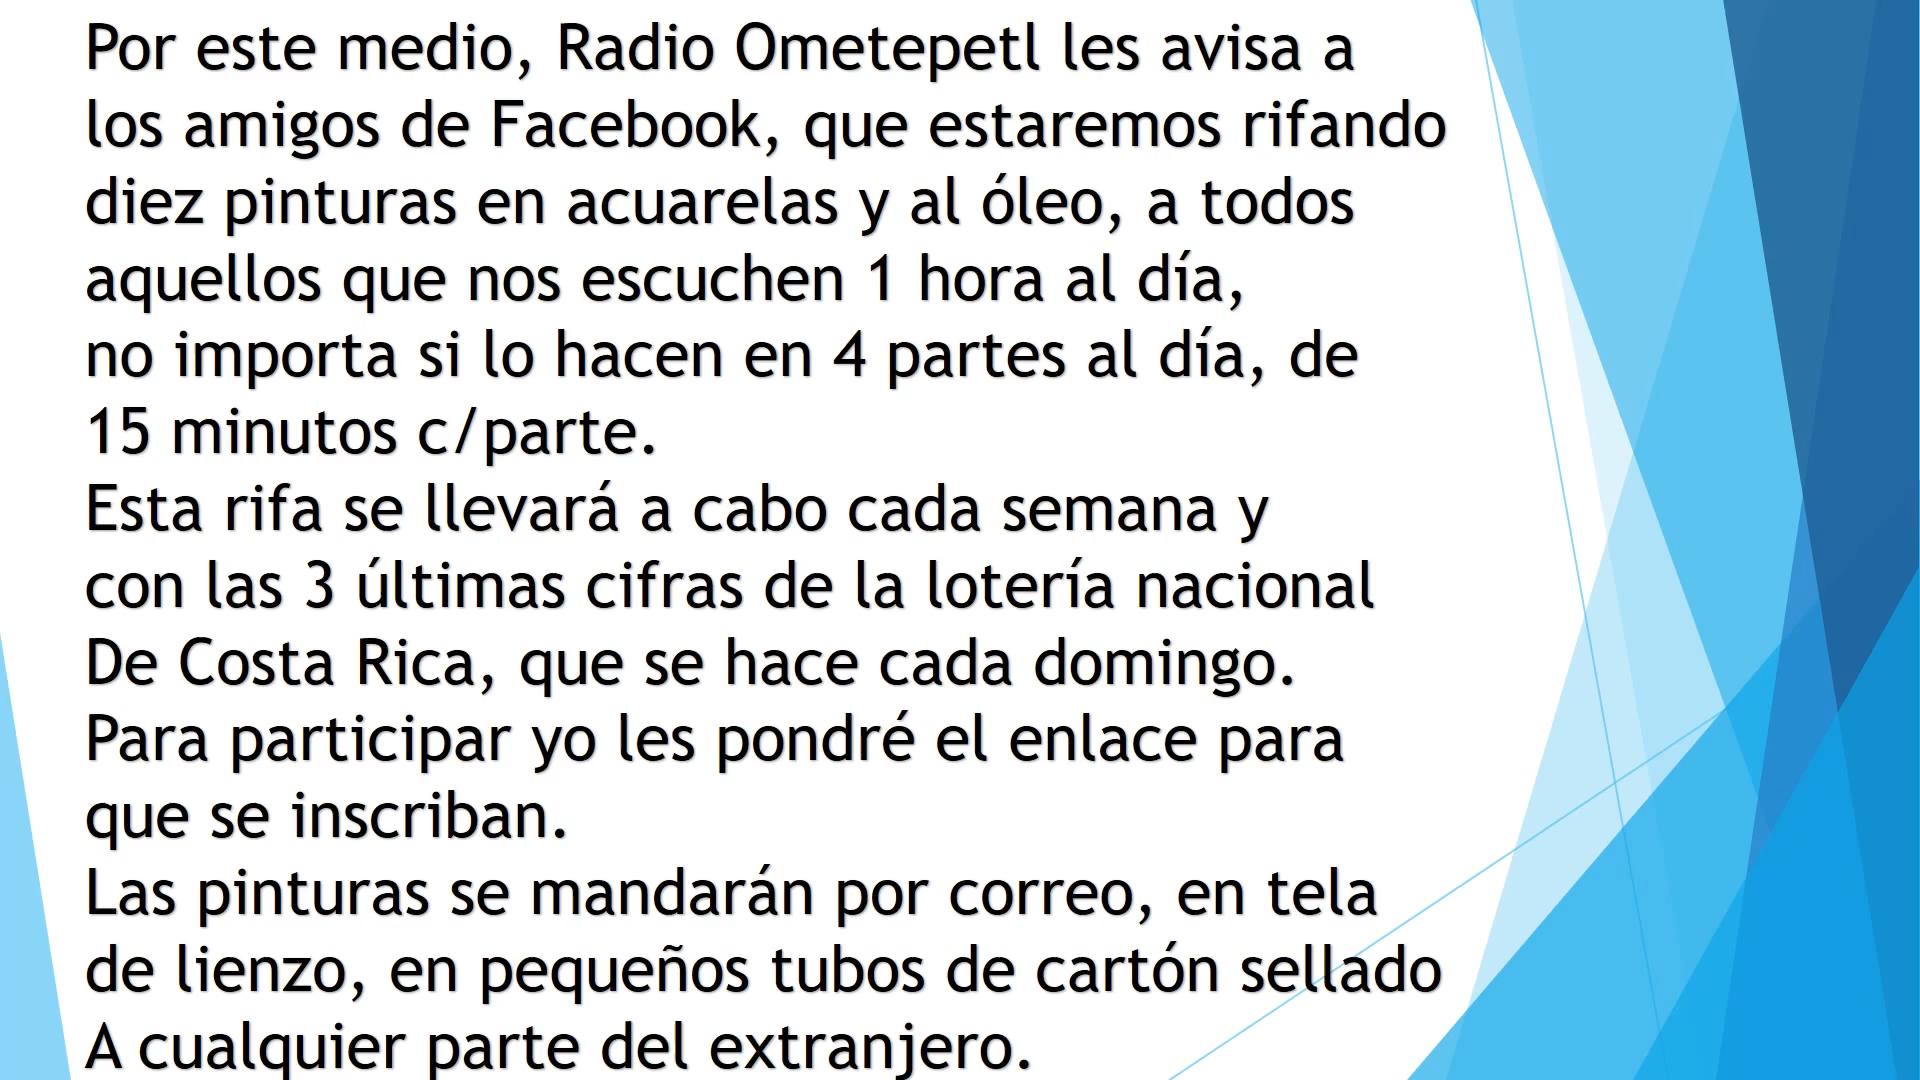 Por este medio, Radio Ometepetl les avisa a
los amigos de Facebook, que estaremos rifando
diez pinturas en acuarelas y al óleo, a todos
aquellos que nos escuchen 1 hora al día,
no importa si lo hacen en 4 partes al día, de
15 minutos c/parte.
Esta rifa se llevará a cabo cada semana y
con las 3 últimas cifras de la lotería nacional
De Costa Rica, que se hace cada domingo.
Para participar yo les pondré el enlace para
que se inscriban.
Las pinturas se mandarán por correo, en tela
de lienzo, en pequeños tubos de cartón sellado
A cualquier parte del extranjero.